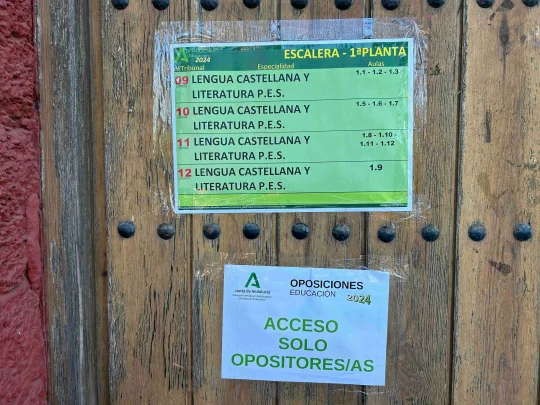 2024
ESCALERA - 1ªPLANTA
NºTribunal Especialidad Aulas
09 LENGUA CASTELLANA Y
LITERATURA P.E.S.
1.1 - 1.2 - 1.3
10 LENGUA CASTELLANA Y
LITERATURA P.E.S.
1.5 - 1.6 - 1.7
11 LENGUA CASTELLANA Y
LITERATURA P.E.S.
1.8 - 1.10 -
1.11 - 1.12
12 LENGUA CASTELLANA Y
LITERATURA P.E.S.
1.9
Junta de Andalucía
OPOSICIONES
EDUCACIÓN 2024
ACCESO
SOLO
OPOSITORES/AS